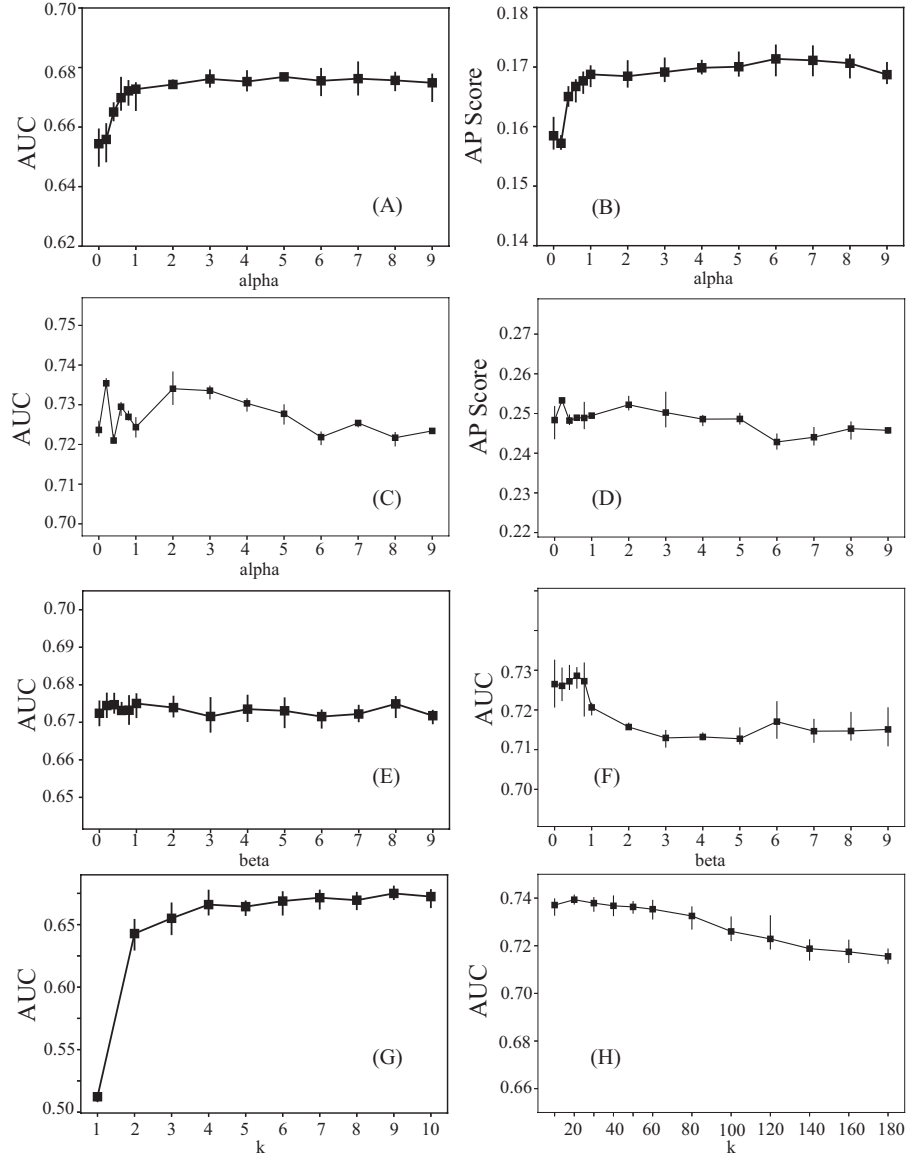 0.70
0.68
0.66
0.64
0.62
AUC
(A)
0 1 2 3 4 5 6 7 8 9
alpha
0.18
0.17
0.16
0.15
0.14
AP Score
(B)
0 1 2 3 4 5 6 7 8 9
alpha
0.75
0.74
0.73
0.72
0.71
0.70
AUC
(C)
0 1 2 3 4 5 6 7 8 9
alpha
0.27
0.26
0.25
0.24
0.23
0.22
AP Score
(D)
0 1 2 3 4 5 6 7 8 9
0.70
0.69
0.68
0.67
0.66
0.65
AUC
(E)
0 1 2 3 4 5 6 7 8 9
beta
0.73
0.72
0.71
0.70
AUC
(F)
0 1 2 3 4 5 6 7 8 9
beta
0.65
0.60
0.55
0.50
AUC
(G)
1 2 3 4 5 6 7 8 9 10
k
0.74
0.72
0.70
0.68
0.66
AUC
(H)
20 40 60 80 100 120 140 160 180
k